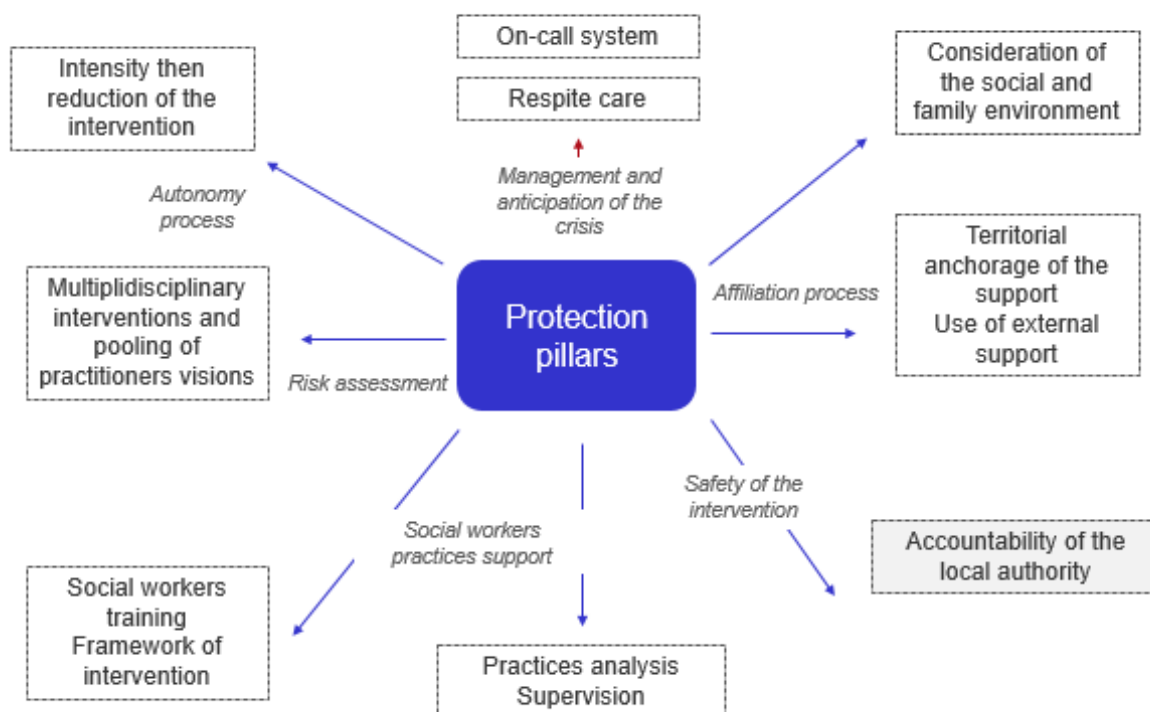 On-call system
Respite care
Intensity then
reduction of the
intervention
Consideration of
the social and
family environment
Management and
anticipation of the
crisis
Autonomy
process
Multiplidisciplinary
interventions and
pooling of
practitioners visions
Risk assessment
Protection
pillars
Affiliation process
Territorial
anchorage of the
support
Use of external
support
Safety of the
intervention
Social workers
practices support
Accountability of the
local authority
Social workers
training
Framework of
intervention
Practices analysis
Supervision